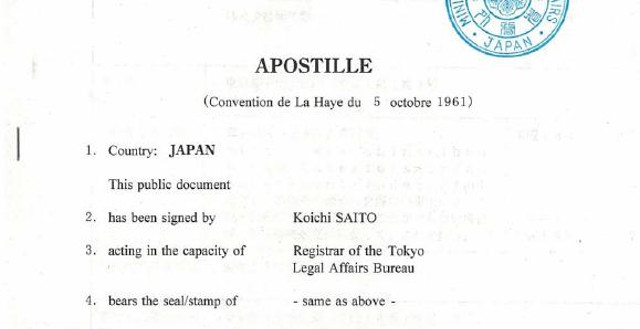 MINI
AFFAIRS
· JAPAN ·
APOSTILLE
(Convention de La Haye du 5 octobre 1961)
1. Country: JAPAN
This public document
2. has been signed by Koichi SAITO
3. acting in the capacity of Registrar of the Tokyo
Legal Affairs Bureau
4. bears the seal/stamp of - same as above -